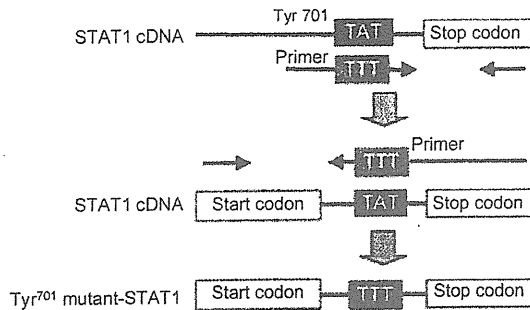 Tyr 701
STAT1 cDNA TAT Stop codon
Primer TTT
TTT Primer
STAT1 cDNA Start codon TAT Stop codon
Tyr701 mutant-STAT1 Start codon TTT Stop codon